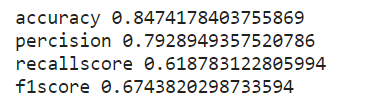 accuracy 0.8474178403755869
percision 0.7928949357520786
recallscore 0.618783122805994
f1score 0.6743820298733594